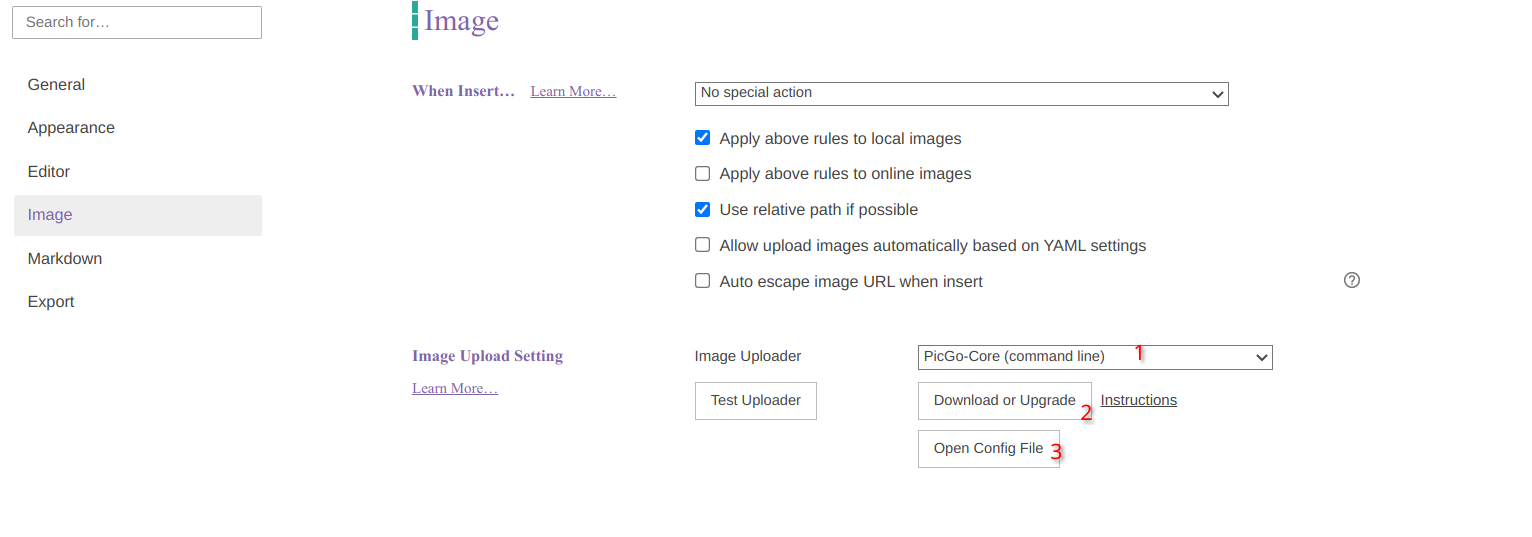 Search for…
General
Appearance
Editor
Image
Markdown
Export
Image
When Insert… Learn More… No special action
Apply above rules to local images
Apply above rules to online images
Use relative path if possible
Allow upload images automatically based on YAML settings
Auto escape image URL when insert ?
Image Upload Setting Image Uploader PicGo-Core (command line) 1
Learn More… Test Uploader Download or Upgrade 2 Instructions
Open Config File 3